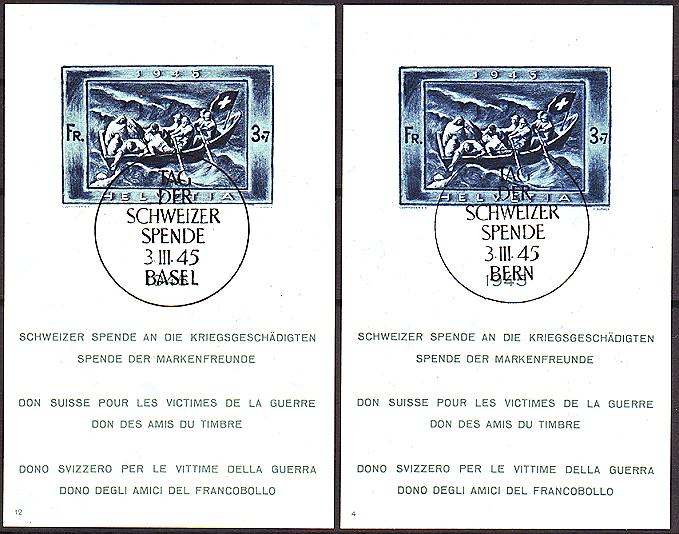 1945
FR. 3+7
HELVETIA
TAG
DER
SCHWEIZER
SPENDE
3·III·45
BASEL
1945
SCHWEIZER SPENDE AN DIE KRIEGSGESCHÄDIGTEN
SPENDE DER MARKENFREUNDE
DON SUISSE POUR LES VICTIMES DE LA GUERRE
DON DES AMIS DU TIMBRE
DONO SVIZZERO PER LE VITTIME DELLA GUERRA
DONO DEGLI AMICI DEL FRANCOBOLLO
12
1945
FR. 3+7
HELVETIA
TAG
DER
SCHWEIZER
SPENDE
3·III·45
BERN
1945
SCHWEIZER SPENDE AN DIE KRIEGSGESCHÄDIGTEN
SPENDE DER MARKENFREUNDE
DON SUISSE POUR LES VICTIMES DE LA GUERRE
DON DES AMIS DU TIMBRE
DONO SVIZZERO PER LE VITTIME DELLA GUERRA
DONO DEGLI AMICI DEL FRANCOBOLLO
4